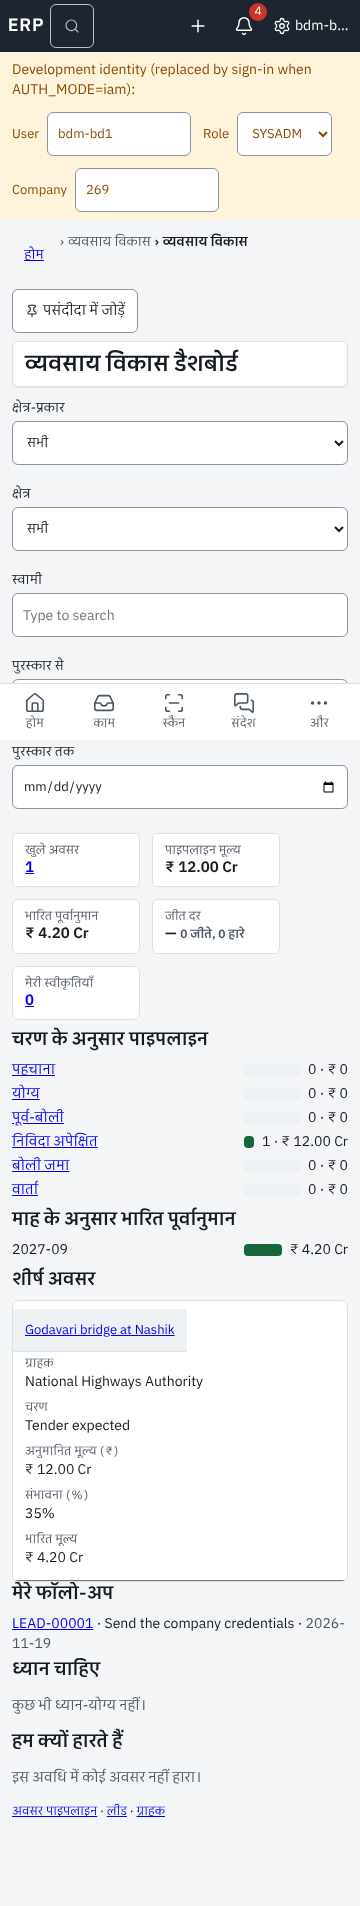 ERP
4
bdm-b...
Development identity (replaced by sign-in when
AUTH_MODE=iam):
User bdm-bd1 Role SYSADM
Company 269
होम › व्यवसाय विकास › व्यवसाय विकास
पसंदीदा में जोड़ें
व्यवसाय विकास डैशबोर्ड
क्षेत्र-प्रकार
सभी
क्षेत्र
सभी
स्वामी
Type to search
पुरस्कार से
होम काम स्कैन संदेश और
पुरस्कार तक
mm/dd/yyyy
खुले अवसर
1
पाइपलाइन मूल्य
₹ 12.00 Cr
भारित पूर्वानुमान
₹ 4.20 Cr
जीत दर
— 0 जीते, 0 हारे
मेरी स्वीकृतियाँ
0
चरण के अनुसार पाइपलाइन
पहचाना 0 · ₹ 0
योग्य 0 · ₹ 0
पूर्व-बोली 0 · ₹ 0
निविदा अपेक्षित 1 · ₹ 12.00 Cr
बोली जमा 0 · ₹ 0
वार्ता 0 · ₹ 0
माह के अनुसार भारित पूर्वानुमान
2027-09 ₹ 4.20 Cr
शीर्ष अवसर
Godavari bridge at Nashik
ग्राहक
National Highways Authority
चरण
Tender expected
अनुमानित मूल्य (₹)
₹ 12.00 Cr
संभावना (%)
35%
भारित मूल्य
₹ 4.20 Cr
मेरे फॉलो-अप
LEAD-00001 · Send the company credentials · 2026-
11-19
ध्यान चाहिए
कुछ भी ध्यान-योग्य नहीं।
हम क्यों हारते हैं
इस अवधि में कोई अवसर नहीं हारा।
अवसर पाइपलाइन · लीड · ग्राहक